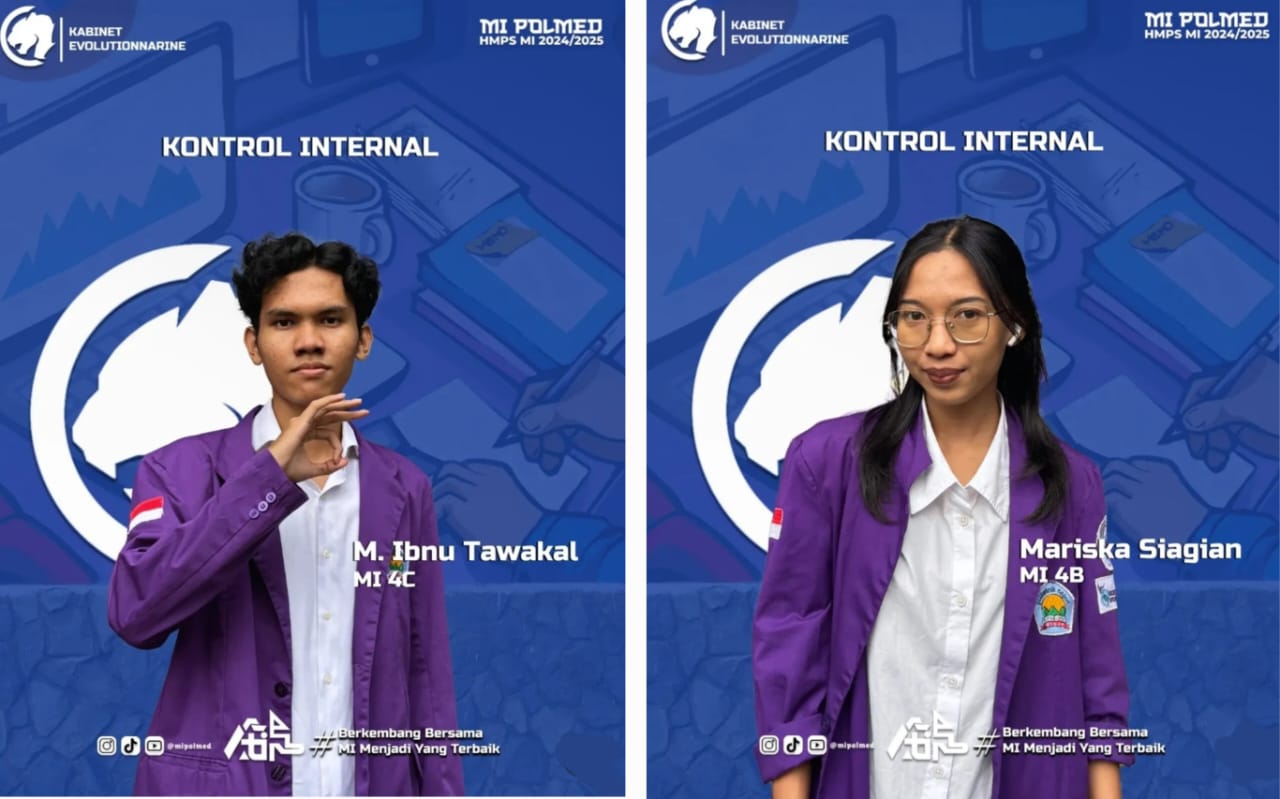 KABINET
EVOLUTIONNARINE
MI POLMED
HMPS MI 2024/2025
KONTROL INTERNAL
M. Ibnu Tawakal
MI 4C
@mipolmed
#Berkembang Bersama
MI Menjadi Yang Terbaik
KABINET
EVOLUTIONNARINE
MI POLMED
HMPS MI 2024/2025
KONTROL INTERNAL
Mariska Siagian
MI 4B
@mipolmed
#Berkembang Bersama
MI Menjadi Yang Terbaik